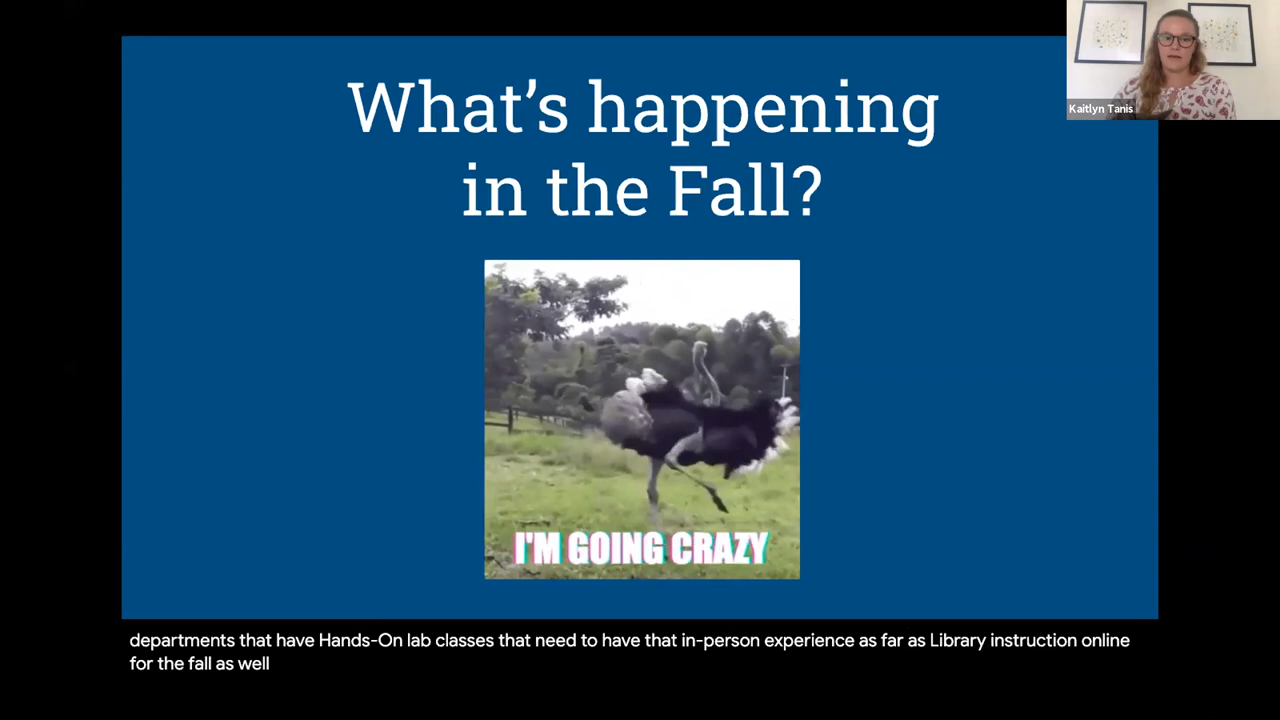 What's happening
in the Fall?
Kaitlyn Tanis
I'M GOING CRAZY
departments that have Hands-On lab classes that need to have that in-person experience as far as Library instruction online
for the fall as well